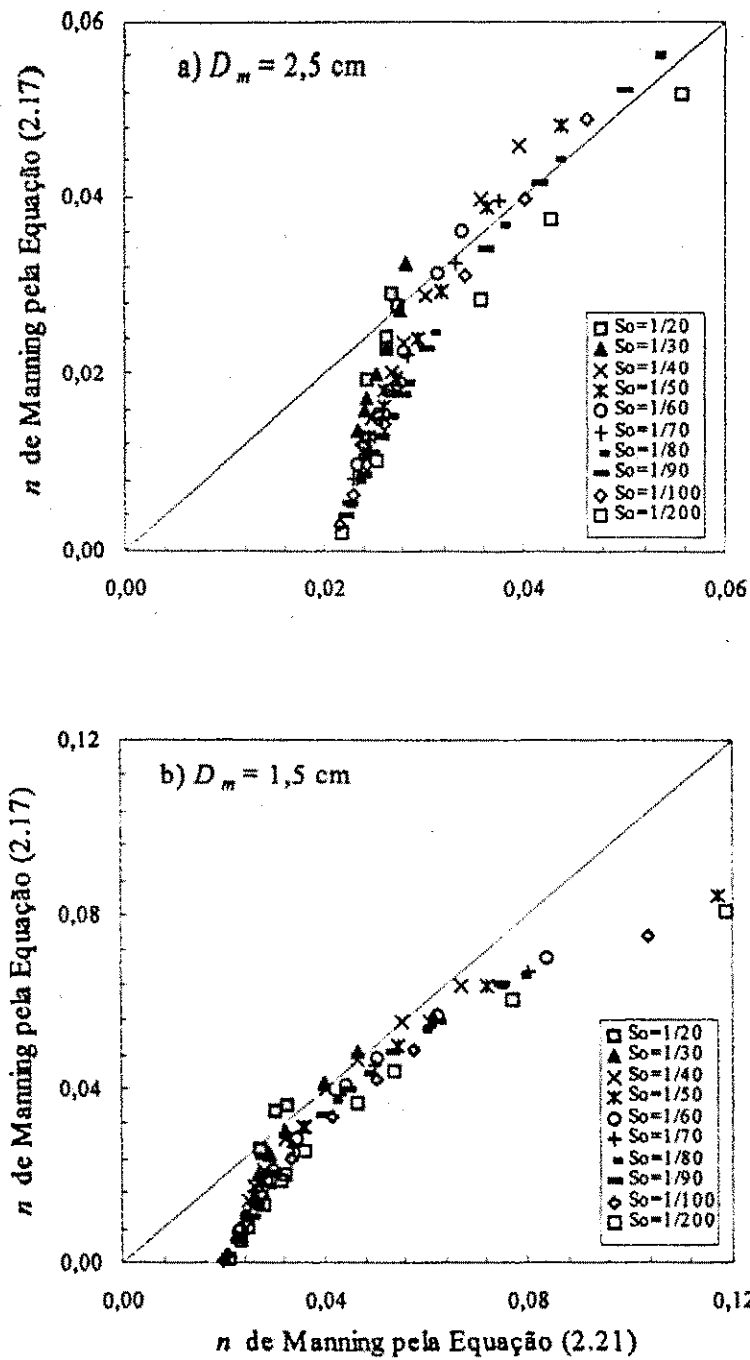 0,06
a) D m = 2,5 cm
n de Manning pela Equação (2.17)
0,04
0,02
0,00
So=1/20
So=1/30
So=1/40
So=1/50
So=1/60
So=1/70
So=1/80
So=1/90
So=1/100
So=1/200
0,00 0,02 0,04 0,06
0,12
b) D m = 1,5 cm
n de Manning pela Equação (2.17)
0,08
0,04
0,00
So=1/20
So=1/30
So=1/40
So=1/50
So=1/60
So=1/70
So=1/80
So=1/90
So=1/100
So=1/200
0,00 0,04 0,08 0,12
n de Manning pela Equação (2.21)